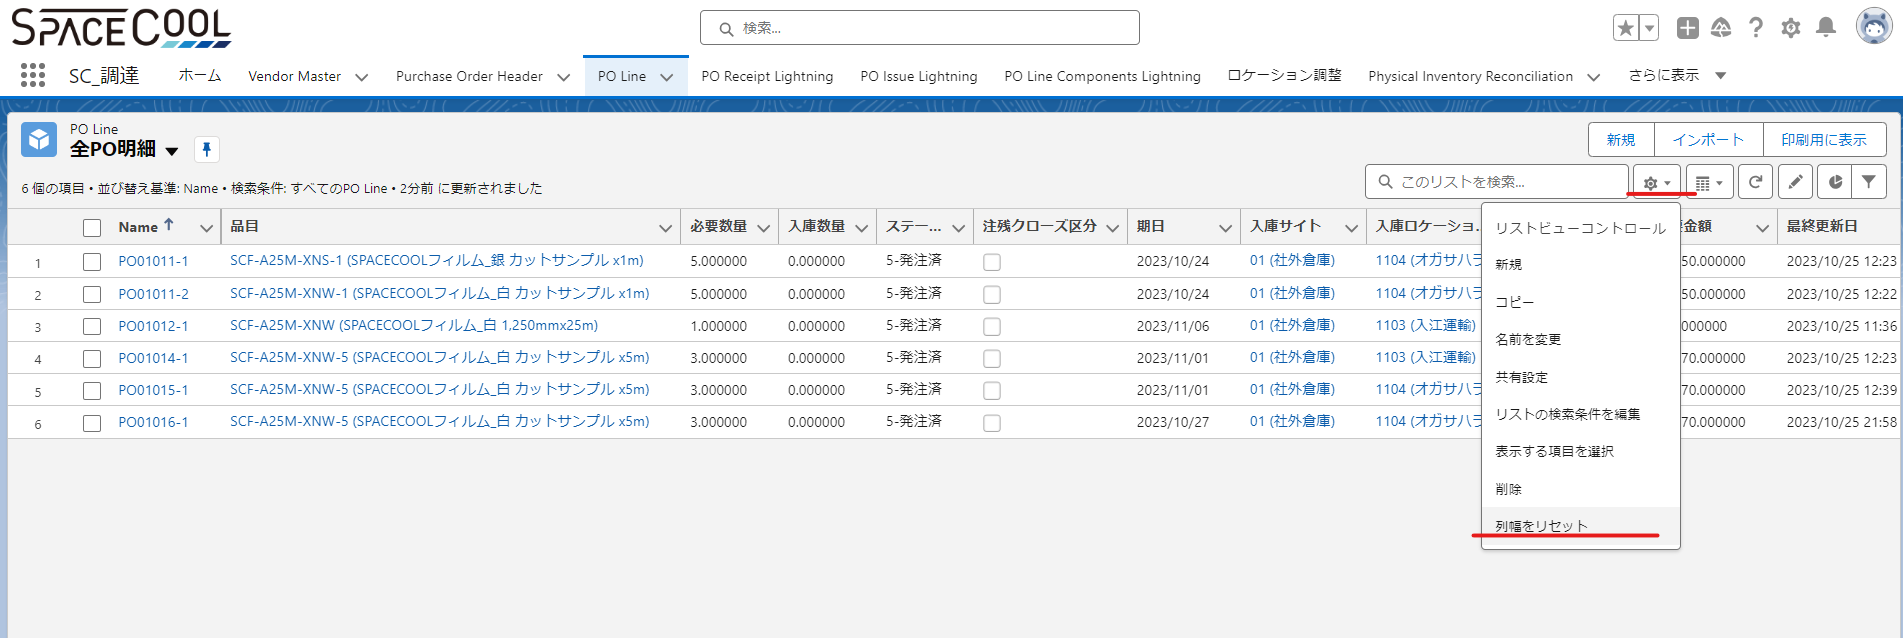 SPACECOOL
検索...
SC_調達
ホーム
Vendor Master
Purchase Order Header
PO Line
PO Receipt Lightning
PO Issue Lightning
PO Line Components Lightning
ロケーション調整
Physical Inventory Reconciliation
さらに表示
PO Line
全PO明細
新規
インポート
印刷用に表示
6 個の項目 • 並び替え基準: Name • 検索条件: すべてのPO Line • 2分前 に更新されました
このリストを検索...
Name 品目 必要数量 入庫数量 ステー... 注残クローズ区分 期日 入庫サイト 入庫ロケーショ... 金額 最終更新日
1 PO01011-1 SCF-A25M-XNS-1 (SPACECOOLフィルム_銀 カットサンプル x1m) 5.000000 0.000000 5-発注済 2023/10/24 01 (社外倉庫) 1104 (オガサハラ 50.000000 2023/10/25 12:23
2 PO01011-2 SCF-A25M-XNW-1 (SPACECOOLフィルム_白 カットサンプル x1m) 5.000000 0.000000 5-発注済 2023/10/24 01 (社外倉庫) 1104 (オガサハラ 50.000000 2023/10/25 12:22
3 PO01012-1 SCF-A25M-XNW (SPACECOOLフィルム_白 1,250mmx25m) 1.000000 0.000000 5-発注済 2023/11/06 01 (社外倉庫) 1103 (入江運輸) 000000 2023/10/25 11:36
4 PO01014-1 SCF-A25M-XNW-5 (SPACECOOLフィルム_白 カットサンプル x5m) 3.000000 0.000000 5-発注済 2023/11/01 01 (社外倉庫) 1103 (入江運輸) 70.000000 2023/10/25 12:23
5 PO01015-1 SCF-A25M-XNW-5 (SPACECOOLフィルム_白 カットサンプル x5m) 3.000000 0.000000 5-発注済 2023/11/01 01 (社外倉庫) 1104 (オガサハラ 70.000000 2023/10/25 12:39
6 PO01016-1 SCF-A25M-XNW-5 (SPACECOOLフィルム_白 カットサンプル x5m) 3.000000 0.000000 5-発注済 2023/10/27 01 (社外倉庫) 1104 (オガサハラ 70.000000 2023/10/25 21:58
リストビューコントロール
新規
コピー
名前を変更
共有設定
リストの検索条件を編集
表示する項目を選択
削除
列幅をリセット